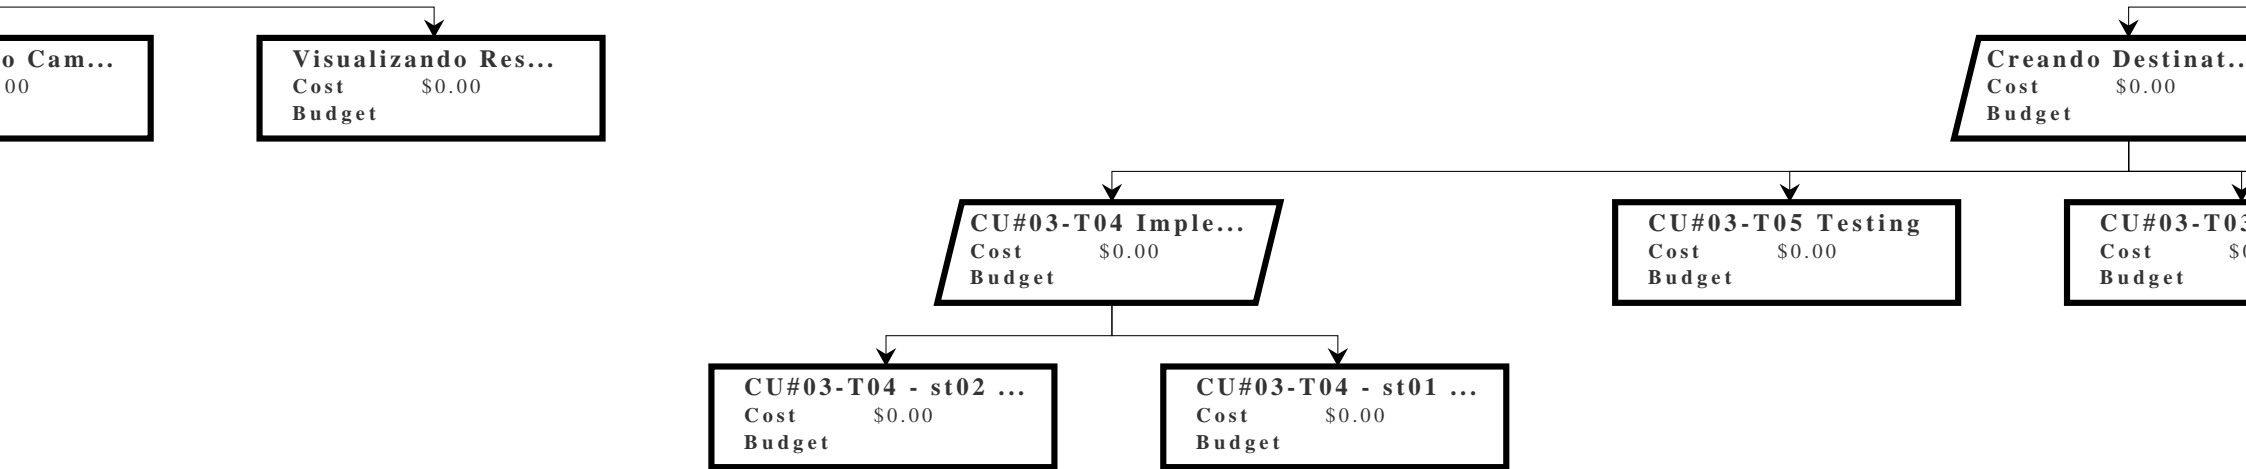 o Cam...
00
Visualizando Res...
Cost $0.00
Budget
Creando Destinat..
Cost $0.00
Budget
CU#03-T04 Imple...
Cost $0.00
Budget
CU#03-T05 Testing
Cost $0.00
Budget
CU#03-T03
Cost $0
Budget
CU#03-T04 - st02 ...
Cost $0.00
Budget
CU#03-T04 - st01 ...
Cost $0.00
Budget